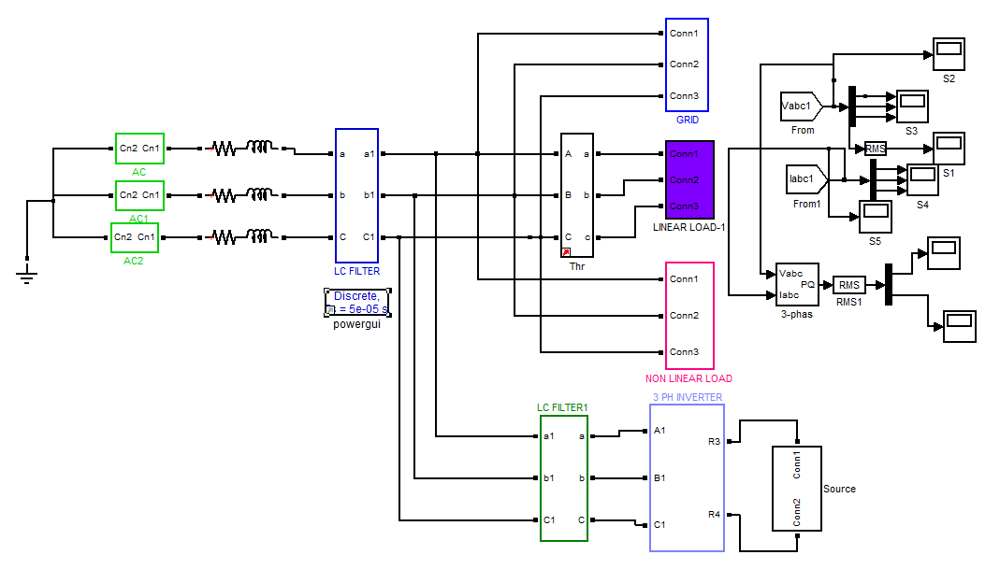 Conn1
Conn2
Conn3
GRID
S2
Vabc1
From
S3
RMS
S1
Iabc1
From1
S4
S5
Cn2 Cn1
AC
Cn2 Cn1
AC1
Cn2 Cn1
AC2
a a1
b b1
C C1
LC FILTER
A a
B b
C c
Thr
Conn1
Conn2
Conn3
LINEAR LOAD-1
Discrete,
= 5e-05 s
powergui
Conn1
Conn2
Conn3
NON LINEAR LOAD
Vabc
PQ
Iabc
3-phas
RMS
RMS1
LC FILTER1
a1 a
b1 b
C1 C
3 PH INVERTER
A1
R3
B1
R4
C1
Conn1
Conn2
Source